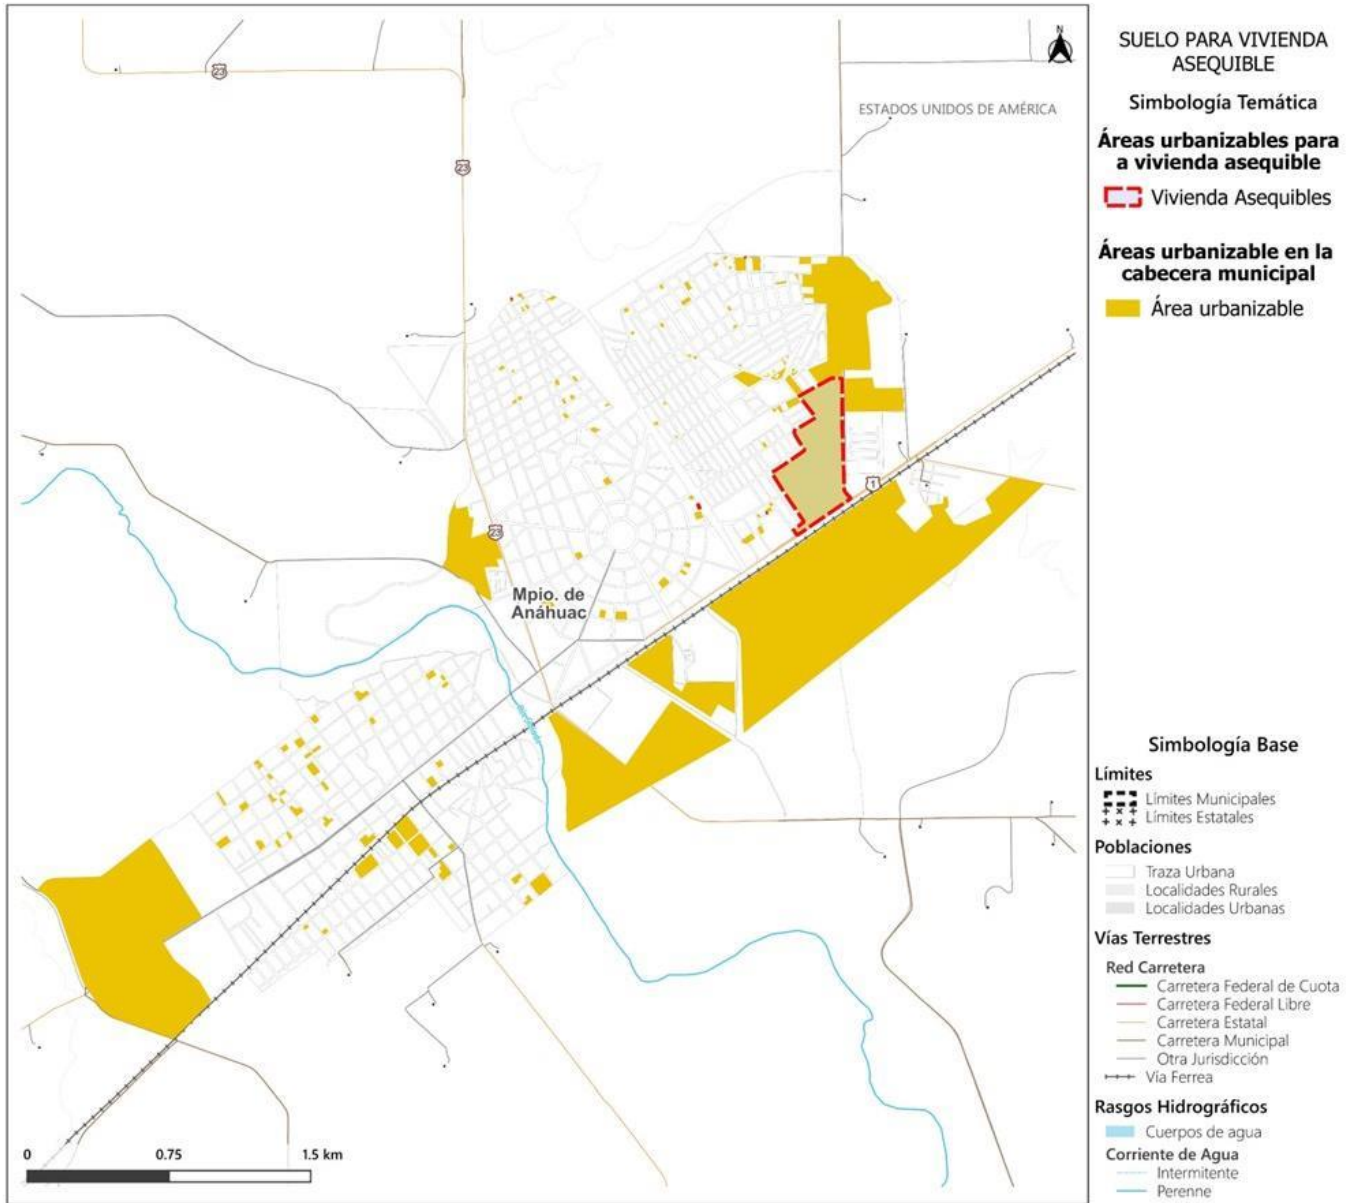 N
ESTADOS UNIDOS DE AMÉRICA
23
23
1
23
Mpio. de
Anáhuac
0 0.75 1.5 km
SUELO PARA VIVIENDA
ASEQUIBLE
Simbología Temática
Áreas urbanizables para
a vivienda asequible
Vivienda Asequibles
Áreas urbanizable en la
cabecera municipal
Área urbanizable
Simbología Base
Límites
Límites Municipales
Límites Estatales
Poblaciones
Traza Urbana
Localidades Rurales
Localidades Urbanas
Vías Terrestres
Red Carretera
Carretera Federal de Cuota
Carretera Federal Libre
Carretera Estatal
Carretera Municipal
Otra Jurisdicción
Vía Ferrea
Rasgos Hidrográficos
Cuerpos de agua
Corriente de Agua
Intermitente
Perenne